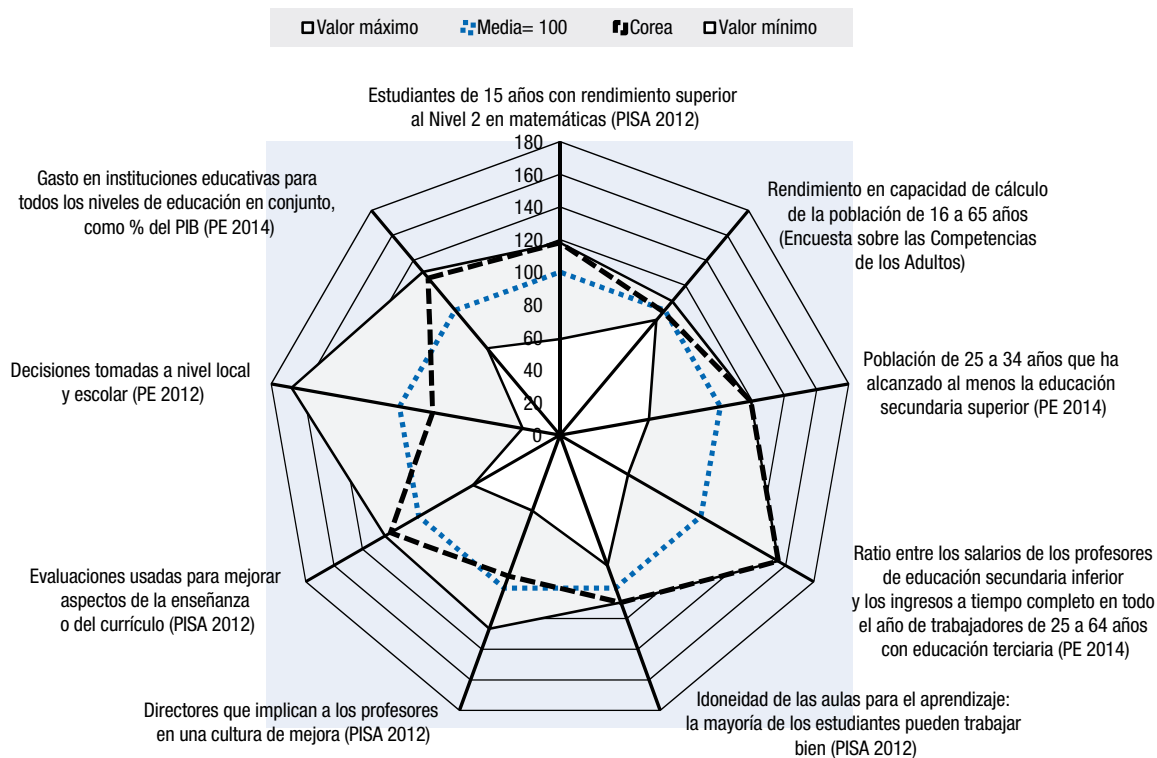 Valor máximo Media= 100 Corea Valor mínimo
Estudiantes de 15 años con rendimiento superior
al Nivel 2 en matemáticas (PISA 2012)
180
160
140
120
100
80
60
40
20
0
Rendimiento en capacidad de cálculo
de la población de 16 a 65 años
(Encuesta sobre las Competencias
de los Adultos)
Población de 25 a 34 años que ha
alcanzado al menos la educación
secundaria superior (PE 2014)
Ratio entre los salarios de los profesores
de educación secundaria inferior
y los ingresos a tiempo completo en todo
el año de trabajadores de 25 a 64 años
con educación terciaria (PE 2014)
Idoneidad de las aulas para el aprendizaje:
la mayoría de los estudiantes pueden trabajar
bien (PISA 2012)
Directores que implican a los profesores
en una cultura de mejora (PISA 2012)
Evaluaciones usadas para mejorar
aspectos de la enseñanza
o del currículo (PISA 2012)
Decisiones tomadas a nivel local
y escolar (PE 2012)
Gasto en instituciones educativas para
todos los niveles de educación en conjunto,
como % del PIB (PE 2014)